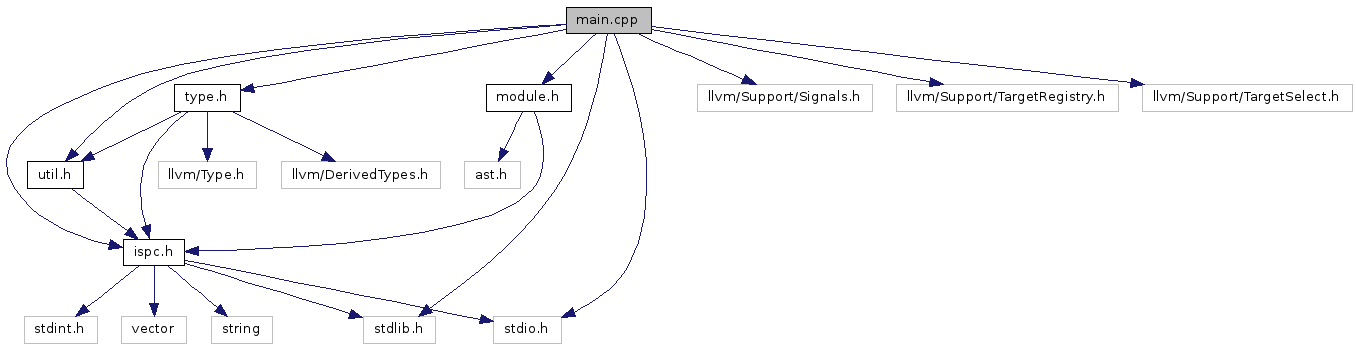 main.cpp
type.h
module.h
llvm/Support/Signals.h
llvm/Support/TargetRegistry.h
llvm/Support/TargetSelect.h
util.h
llvm/Type.h
llvm/DerivedTypes.h
ast.h
ispc.h
stdint.h
vector
string
stdlib.h
stdio.h